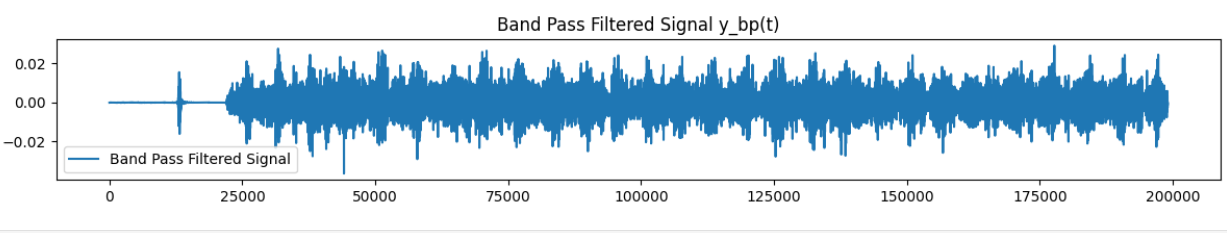 Band Pass Filtered Signal y_bp(t)
0.02
0.00
−0.02
Band Pass Filtered Signal
0 25000 50000 75000 100000 125000 150000 175000 200000